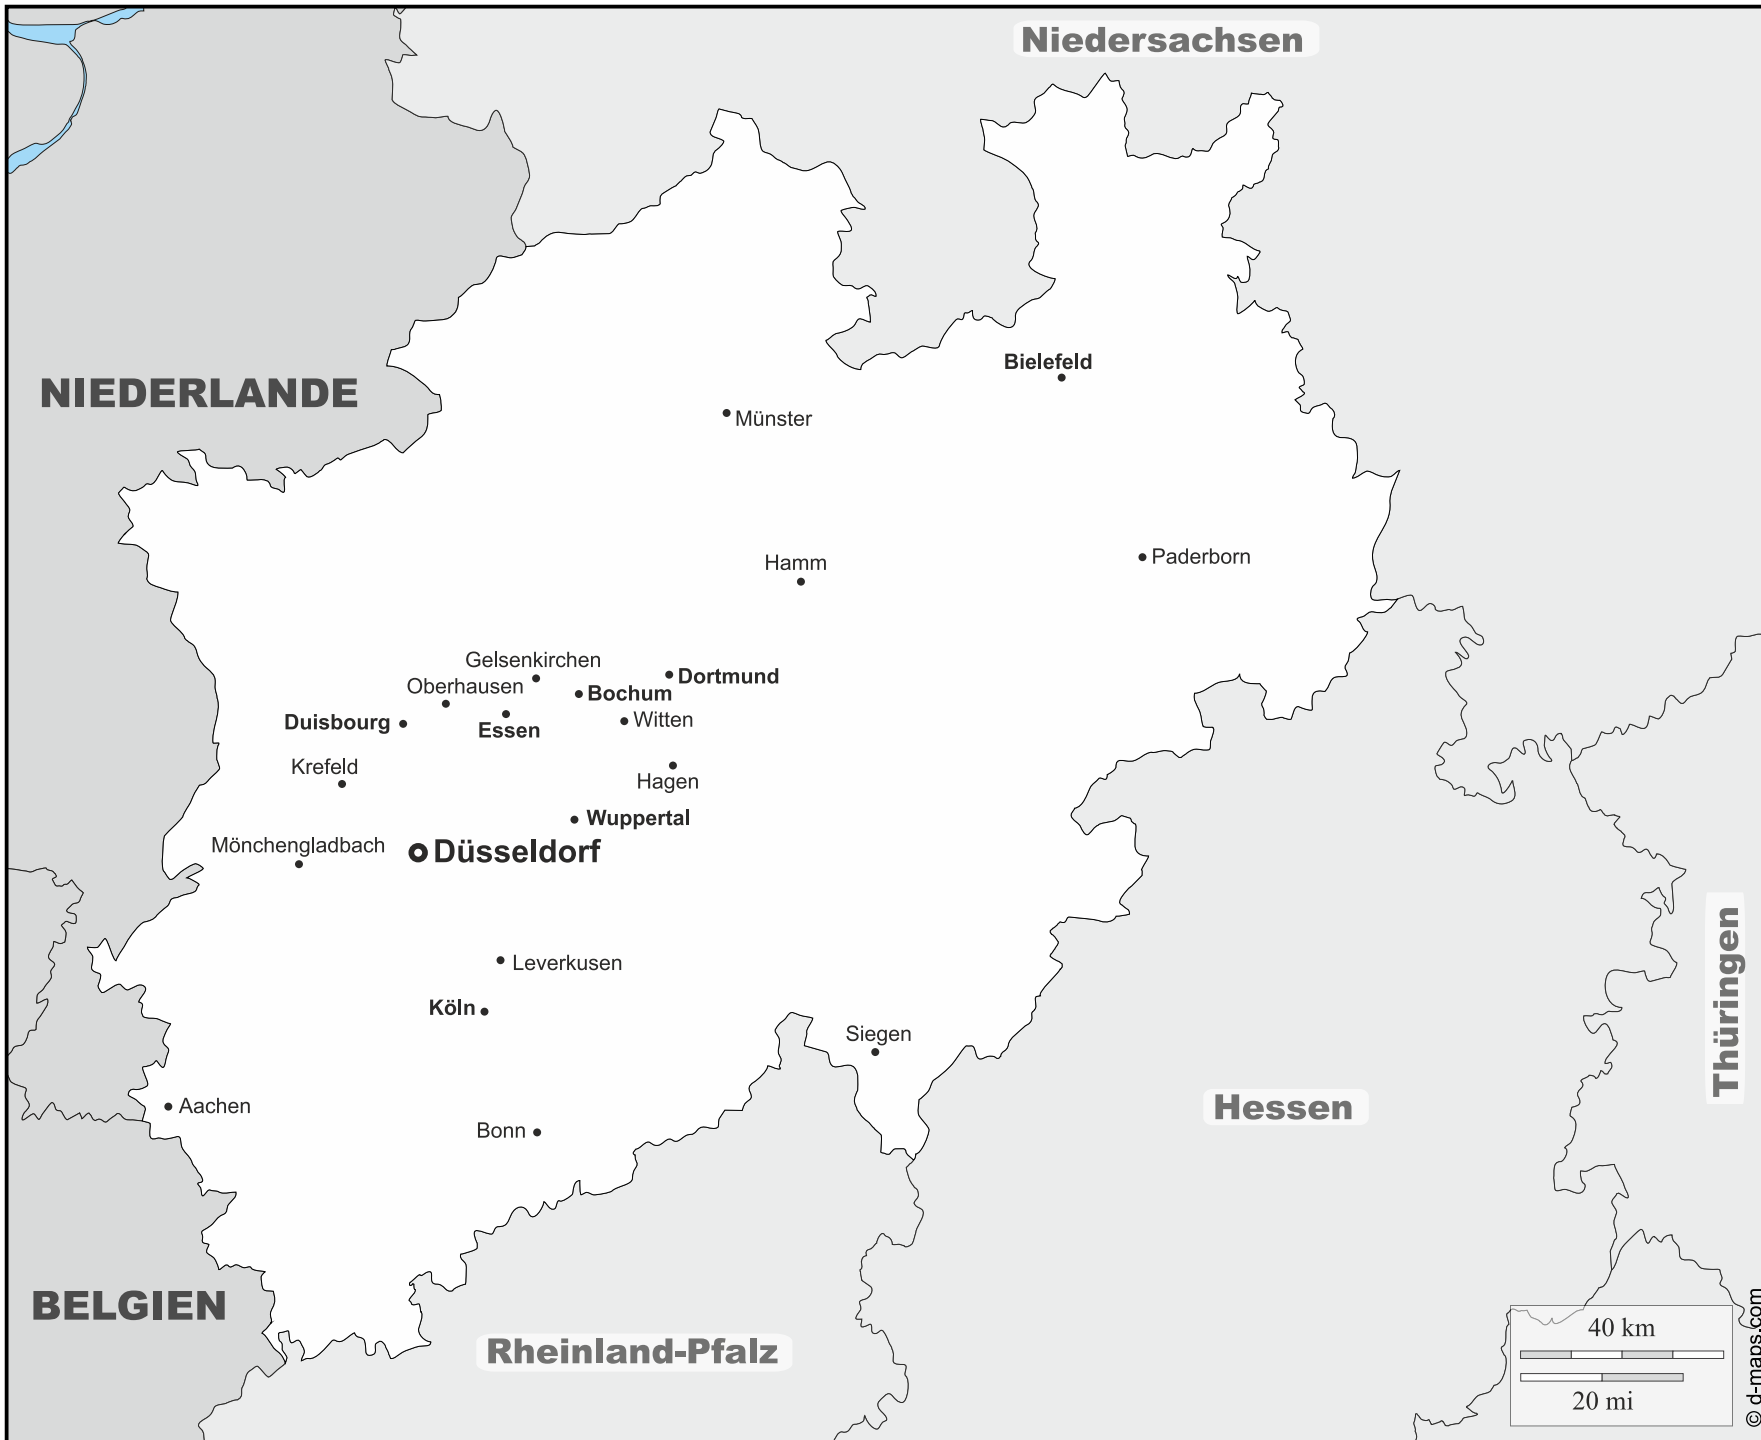 Niedersachsen
Bielefeld
NIEDERLANDE
Münster
Paderborn
Hamm
Gelsenkirchen
Dortmund
Oberhausen
Bochum
Duisbourg
Witten
Essen
Krefeld
Hagen
Wuppertal
Mönchengladbach
Düsseldorf
Leverkusen
Köln
Siegen
Thüringen
Aachen
Hessen
Bonn
BELGIEN
Rheinland-Pfalz
40 km
20 mi
© d-maps.com